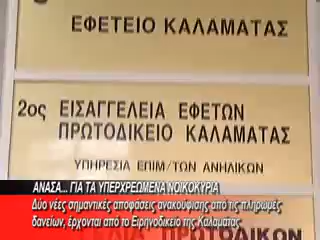 ΕΦΕΤΕΙΟ ΚΑΛΑΜΑΤΑΣ
2ος ΕΙΣΑΓΓΕΛΕΙΑ ΕΦΕΤΩΝ
ΠΡΩΤΟΔΙΚΕΙΟ ΚΑΛΑΜΑΤΑΣ
ΥΠΗΡΕΣΙΑ ΕΠΙΜ/ΤΩΝ ΑΝΗΛΙΚΩΝ
ΑΝΑΣΑ... ΓΙΑ ΤΑ ΥΠΕΡΧΡΕΩΜΕΝΑ ΝΟΙΚΟΚΥΡΙΑ
Δύο νέες σημαντικές αποφάσεις ανακούφισης από τις πληρωμές
δανείων, έρχονται από το Ειρηνοδικείο της Καλαμάτας